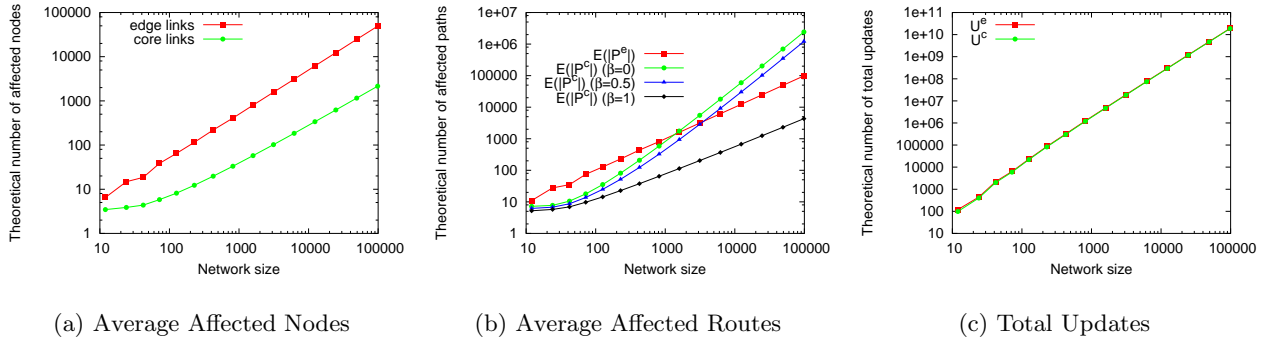 Theoretical number of affected nodes
100000
10000
1000
100
10
1
edge links
core links
10 100 1000 10000 100000
Network size
(a) Average Affected Nodes
Theoretical number of affected paths
1e+07
1e+06
100000
10000
1000
100
10
1
E(|P^e|)
E(|P^c|) (β=0)
E(|P^c|) (β=0.5)
E(|P^c|) (β=1)
10 100 1000 10000 100000
Network size
(b) Average Affected Routes
Theoretical number of total updates
1e+11
1e+10
1e+09
1e+08
1e+07
1e+06
100000
10000
1000
100
10
U^e
U^c
10 100 1000 10000 100000
Network size
(c) Total Updates